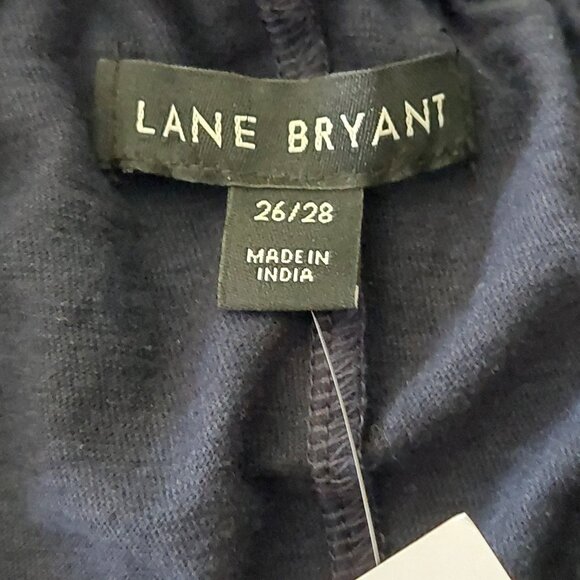 LANE BRYANT
26/28
MADE IN
INDIA